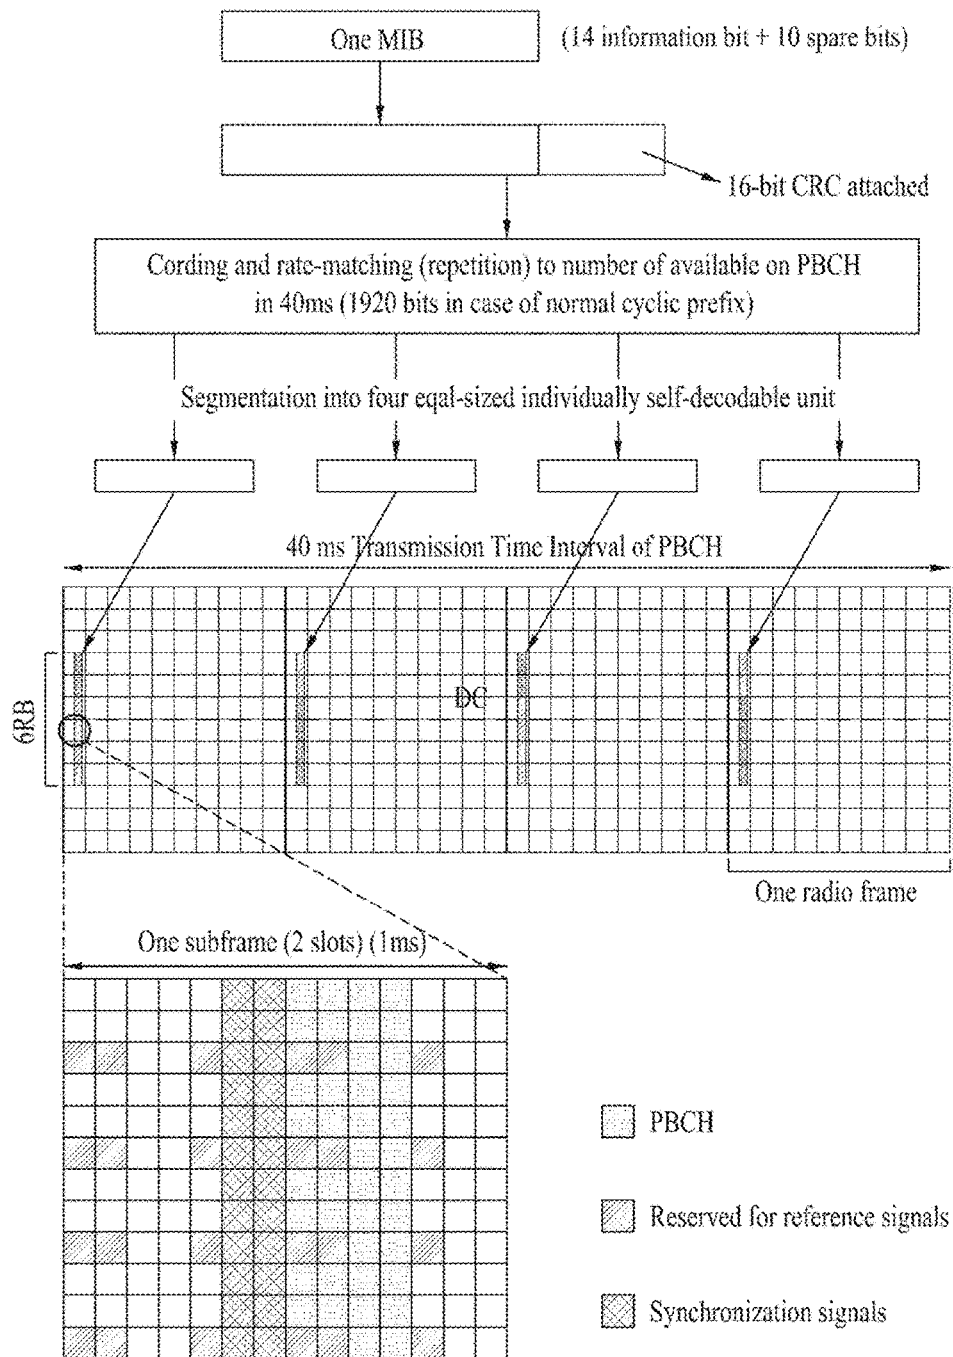 One MIB
(14 information bit + 10 spare bits)
16-bit CRC attached
Cording and rate-matching (repetition) to number of available on PBCH
in 40ms (1920 bits in case of normal cyclic prefix)
Segmentation into four eqal-sized individually self-decodable unit
40 ms Transmission Time Interval of PBCH
6RB
DC
One radio frame
One subframe (2 slots) (1ms)
PBCH
Reserved for reference signals
Synchronization signals